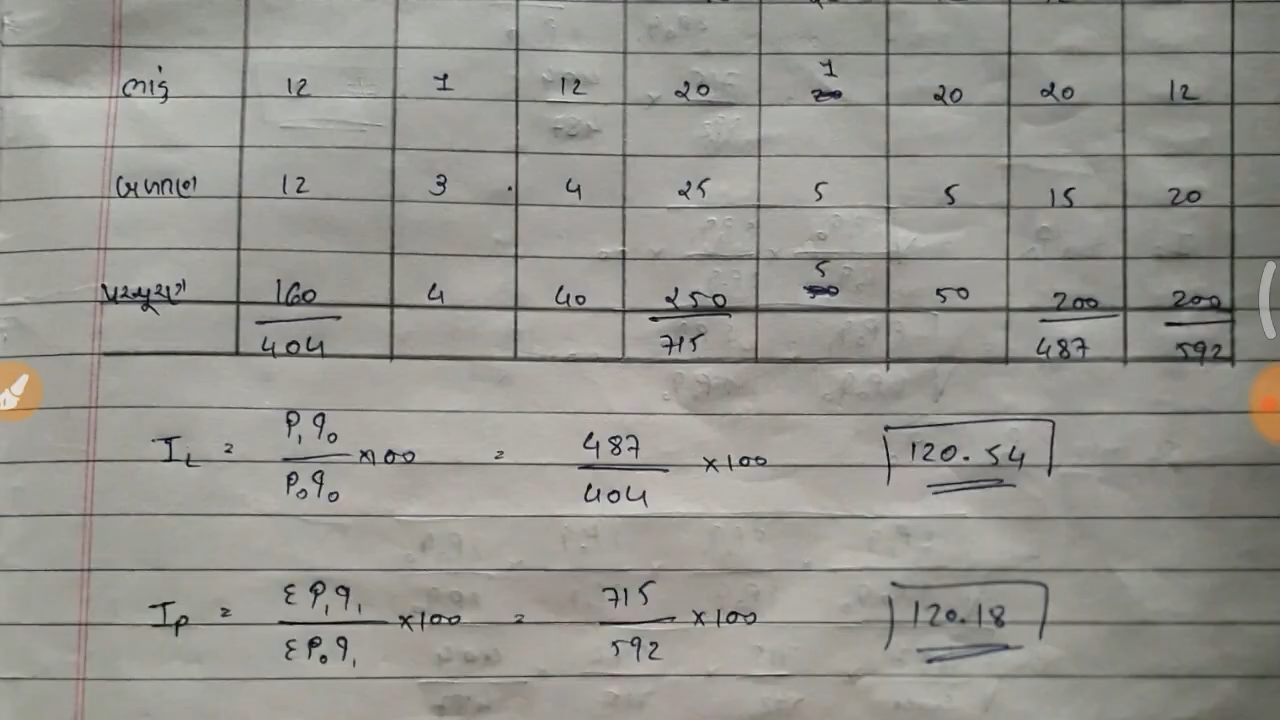 12 1 12 20 1 20 20 12
12 3 4 25 5 5 15 20
160 4 40 250 5 50 200 200
404 715 487 592
I_L = P₁q₀ / P₀q₀ ×100 = 487 / 404 ×100 120.54
I_P = ΣP₁q₁ / ΣP₀q₁ ×100 = 715 / 592 ×100 120.18